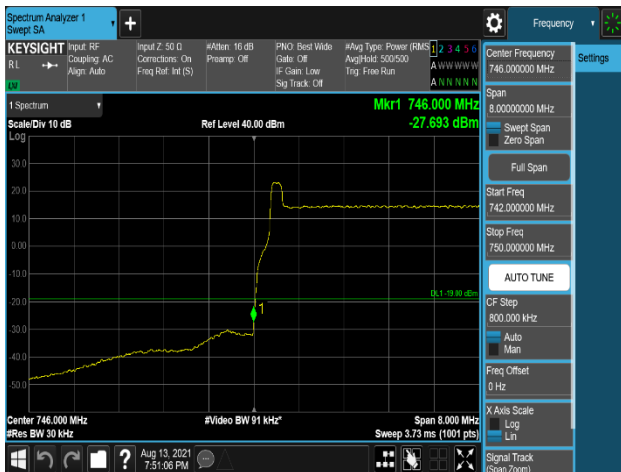 Spectrum Analyzer 1
Swept SA
+
Frequency
KEYSIGHT
Input: RF
Input Z: 50 Ω
#Atten: 16 dB
PNO: Best Wide
#Avg Type: Power (RMS
1 2 3 4 5 6
RL
Coupling: AC
Corrections: On
Preamp: Off
Gate: Off
Avg|Hold: 500/500
A W W W W W
Align: Auto
Freq Ref: Int (S)
IF Gain: Low
Trig: Free Run
Sig Track: Off
A N N N N N
LXI
1 Spectrum
Mkr1 746.000 MHz
Scale/Div 10 dB
Ref Level 40.00 dBm
-27.693 dBm
Log
30.0
20.0
10.0
0.00
-10.0
DL1 -19.00 dBm
-20.0
1
-30.0
-40.0
-50.0
Center 746.000 MHz
#Video BW 91 kHz*
Span 8.000 MHz
#Res BW 30 kHz
Sweep 3.73 ms (1001 pts)
?
Aug 13, 2021
7:51:06 PM
Center Frequency
746.000000 MHz
Settings
Span
8.00000000 MHz
Swept Span
Zero Span
Full Span
Start Freq
742.000000 MHz
Stop Freq
750.000000 MHz
AUTO TUNE
CF Step
800.000 kHz
Auto
Man
Freq Offset
0 Hz
X Axis Scale
Log
Lin
Signal Track
(Span Zoom)